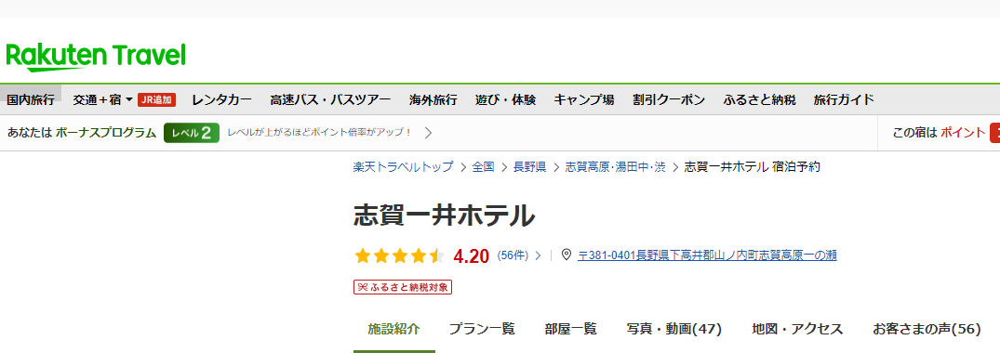 Rakuten Travel
国内旅行 交通+宿 JR追加 レンタカー 高速バス・バスツアー 海外旅行 遊び・体験 キャンプ場 割引クーポン ふるさと納税 旅行ガイド
あなたは ボーナスプログラム レベル 2 レベルが上がるほどポイント倍率がアップ! この宿は ポイント
楽天トラベルトップ 全国 長野県 志賀高原・湯田中・渋 志賀一井ホテル 宿泊予約
志賀一井ホテル
4.20 (56件) 〒381-0401長野県下高井郡山ノ内町志賀高原一の瀬
ふるさと納税対象
施設紹介 プラン一覧 部屋一覧 写真・動画(47) 地図・アクセス お客さまの声(56)